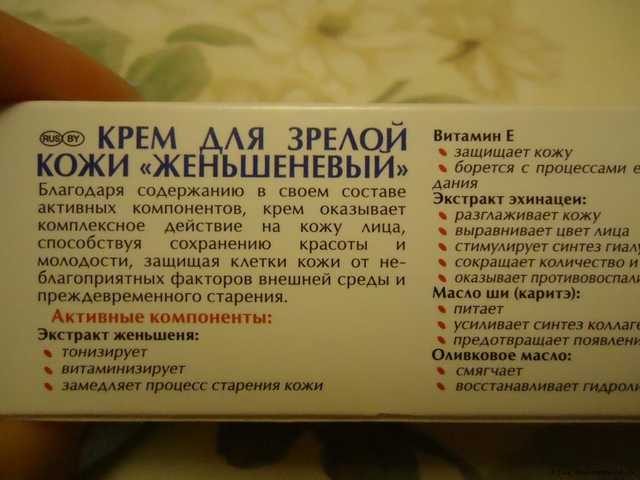 RUS BY КРЕМ ДЛЯ ЗРЕЛОЙ
КОЖИ «ЖЕНЬШЕНЕВЫЙ»
Благодаря содержанию в своем составе
активных компонентов, крем оказывает
комплексное действие на кожу лица,
способствуя сохранению красоты и
молодости, защищая клетки кожи от не-
благоприятных факторов внешней среды и
преждевременного старения.
Активные компоненты:
Экстракт женьшеня:
тонизирует
витаминизирует
замедляет процесс старения кожи
Витамин Е
защищает кожу
борется с процессами
дания
Экстракт эхинацеи:
разглаживает кожу
выравнивает цвет лица
стимулирует синтез
сокращает количество и
оказывает
Масло ши (каритэ):
питает
усиливает синтез
предотвращает
Оливковое масло:
смягчает
восстанавливает